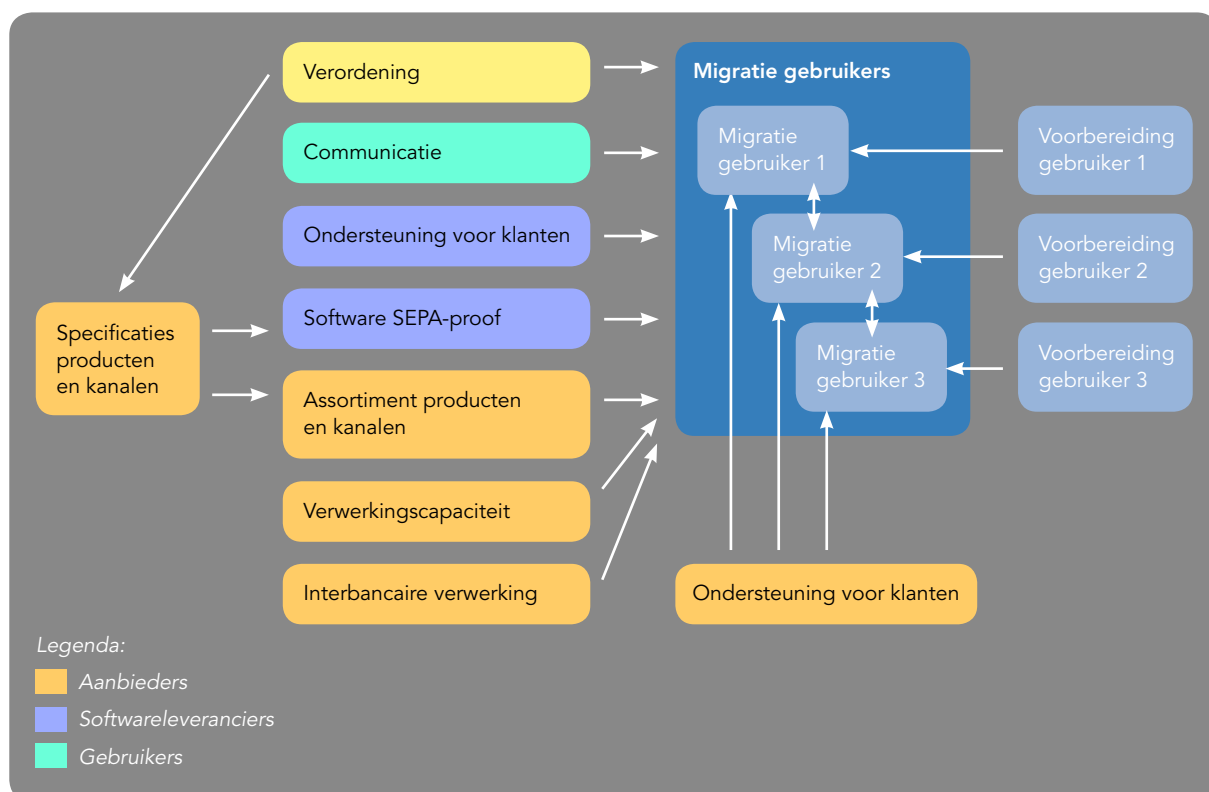 Verordening
Communicatie
Ondersteuning voor klanten
Software SEPA-proof
Specificaties
producten
en kanalen
Assortiment producten
en kanalen
Verwerkingscapaciteit
Interbancaire verwerking
Migratie gebruikers
Migratie
gebruiker 1
Migratie
gebruiker 2
Migratie
gebruiker 3
Voorbereiding
gebruiker 1
Voorbereiding
gebruiker 2
Voorbereiding
gebruiker 3
Ondersteuning voor klanten
Legenda:
Aanbieders
Softwareleveranciers
Gebruikers